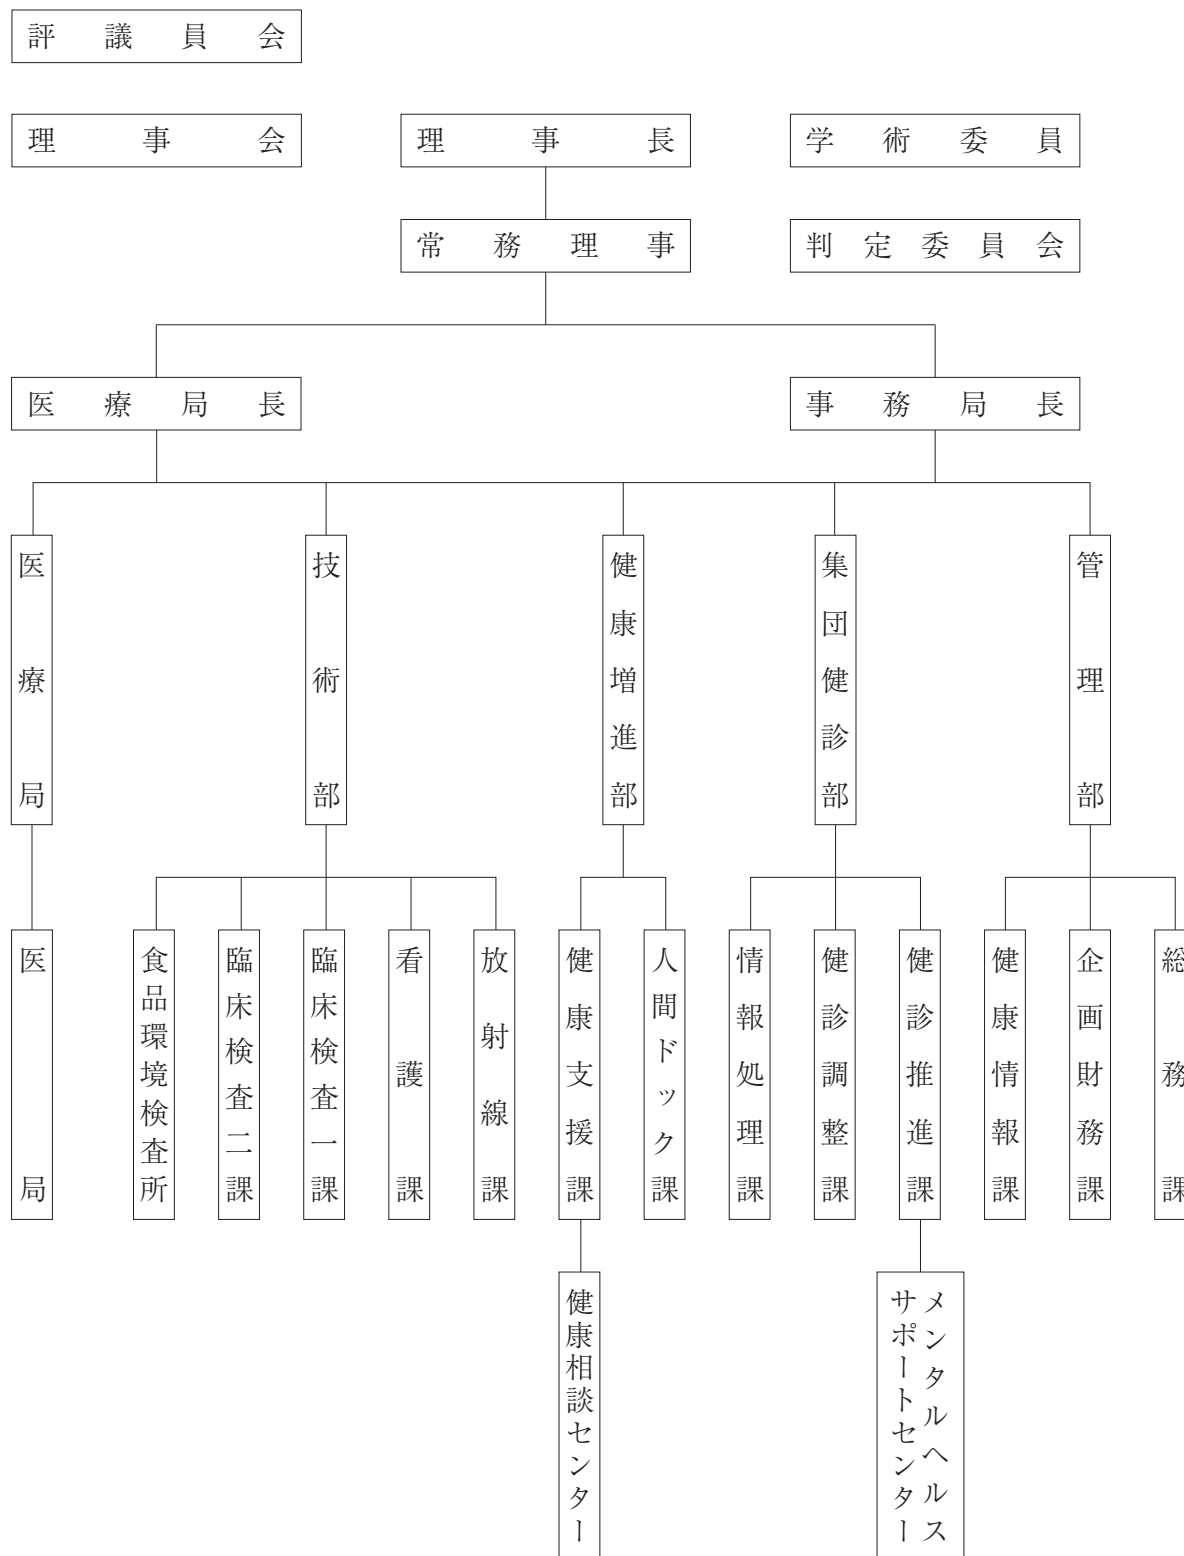 評議員会
理事会
理事長
学術委員
常務理事
判定委員会
医療局長
事務局長
医療局
技術部
健康増進部
集団健診部
管理部
医局
食品環境検査所
臨床検査二課
臨床検査一課
看護課
放射線課
健康支援課
人間ドック課
情報処理課
健診調整課
健診推進課
健康情報課
企画財務課
総務課
健康相談センター
メンタルヘルス
サポートセンター